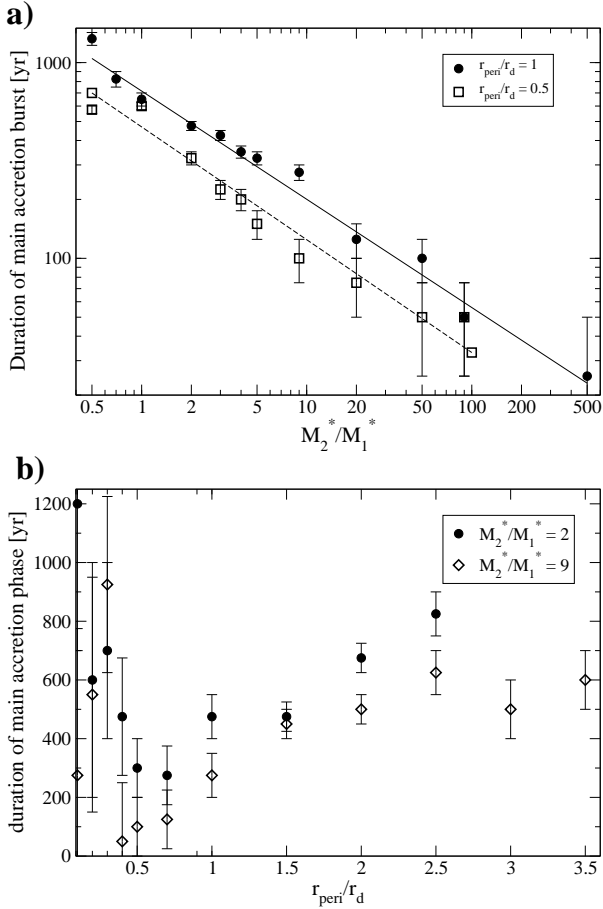 a)
Duration of main accretion burst [yr]
1000
100
r_peri/r_d = 1
r_peri/r_d = 0.5
0.5 1 2 5 10 20 50 100 200 500
M_2^*/M_1^*
b)
duration of main accretion phase [yr]
1200
1000
800
600
400
200
0
M_2^*/M_1^* = 2
M_2^*/M_1^* = 9
0.5 1 1.5 2 2.5 3 3.5
r_peri/r_d